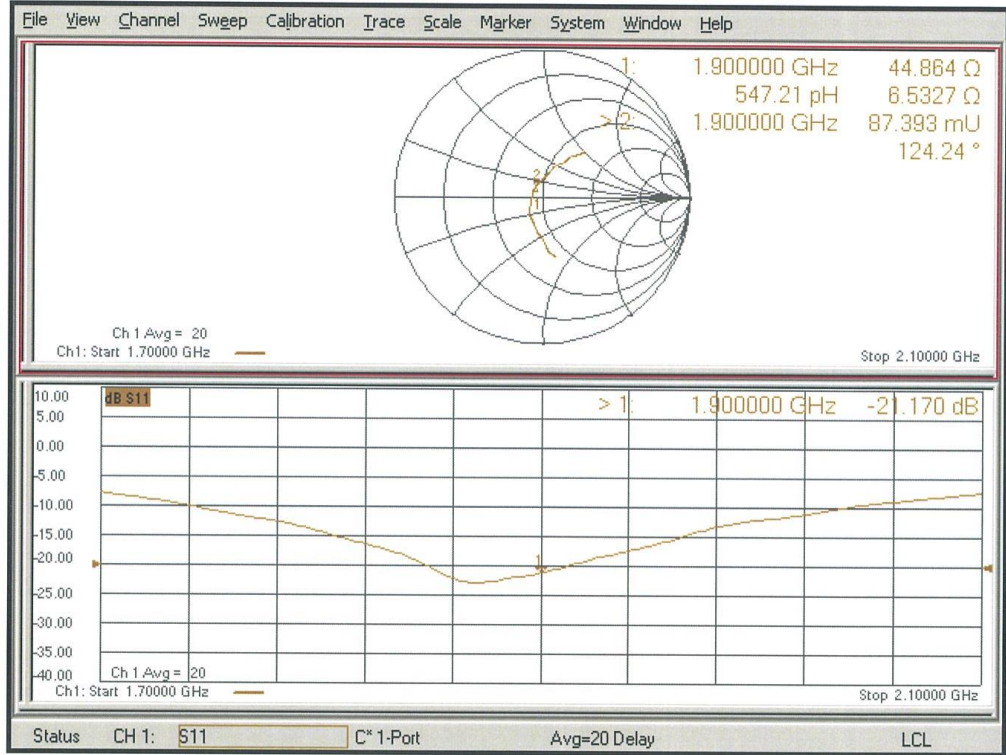 File View Channel Sweep Calibration Trace Scale Marker System Window Help
1: 1.900000 GHz 44.864 Ω
547.21 pH 6.5327 Ω
> 2: 1.900000 GHz 87.393 mU
124.24 °
2
1
Ch 1 Avg = 20
Ch1: Start 1.70000 GHz
Stop 2.10000 GHz
10.00
dB S11
> 1: 1.900000 GHz -21.170 dB
5.00
0.00
-5.00
-10.00
-15.00
-20.00
1
-25.00
-30.00
-35.00
-40.00
Ch 1 Avg = 20
Ch1: Start 1.70000 GHz
Stop 2.10000 GHz
Status CH 1: S11 C* 1-Port Avg=20 Delay LCL